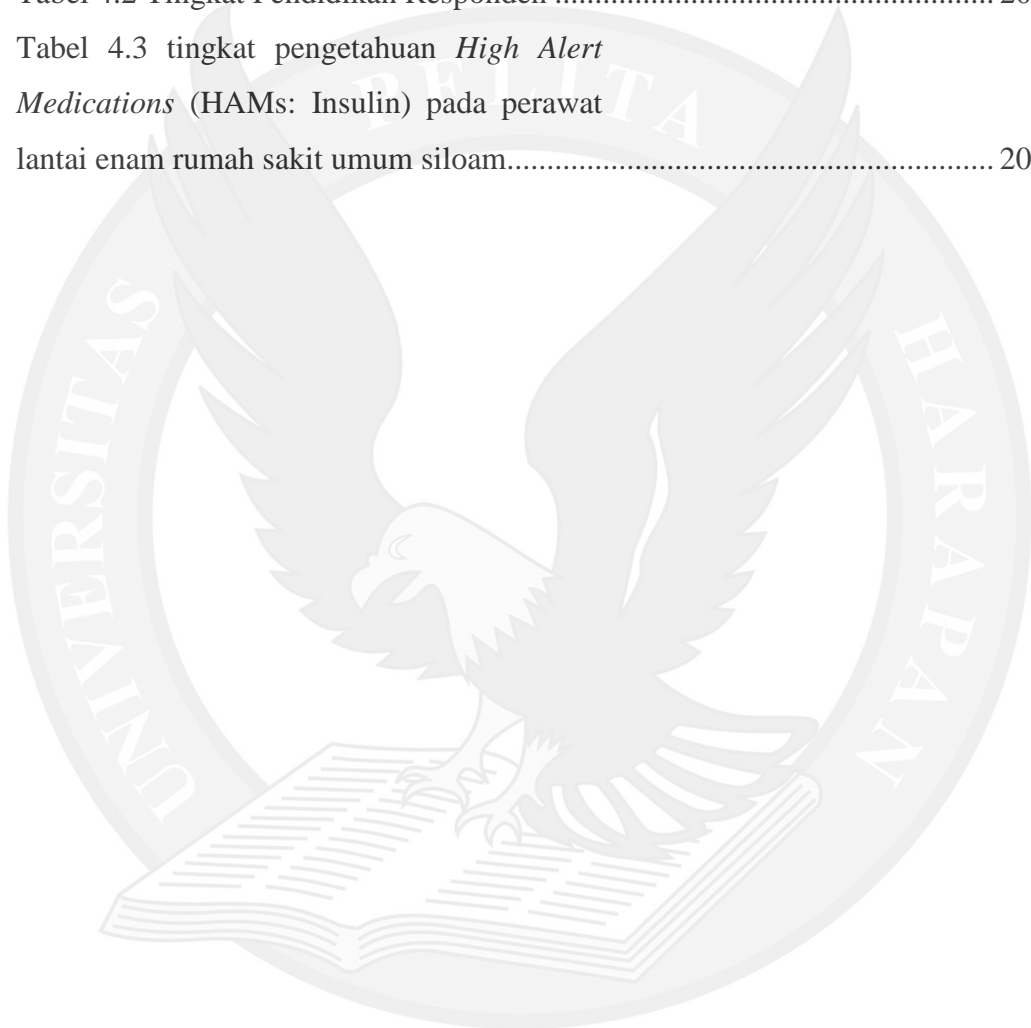 Tabel 4.2 Tingkat Pendidikan Responden ........................................................ 20
Tabel 4.3 tingkat pengetahuan High Alert
Medications (HAMs: Insulin) pada perawat
lantai enam rumah sakit umum siloam............................................................. 20
UNIVERSITAS PELITA HARAPAN